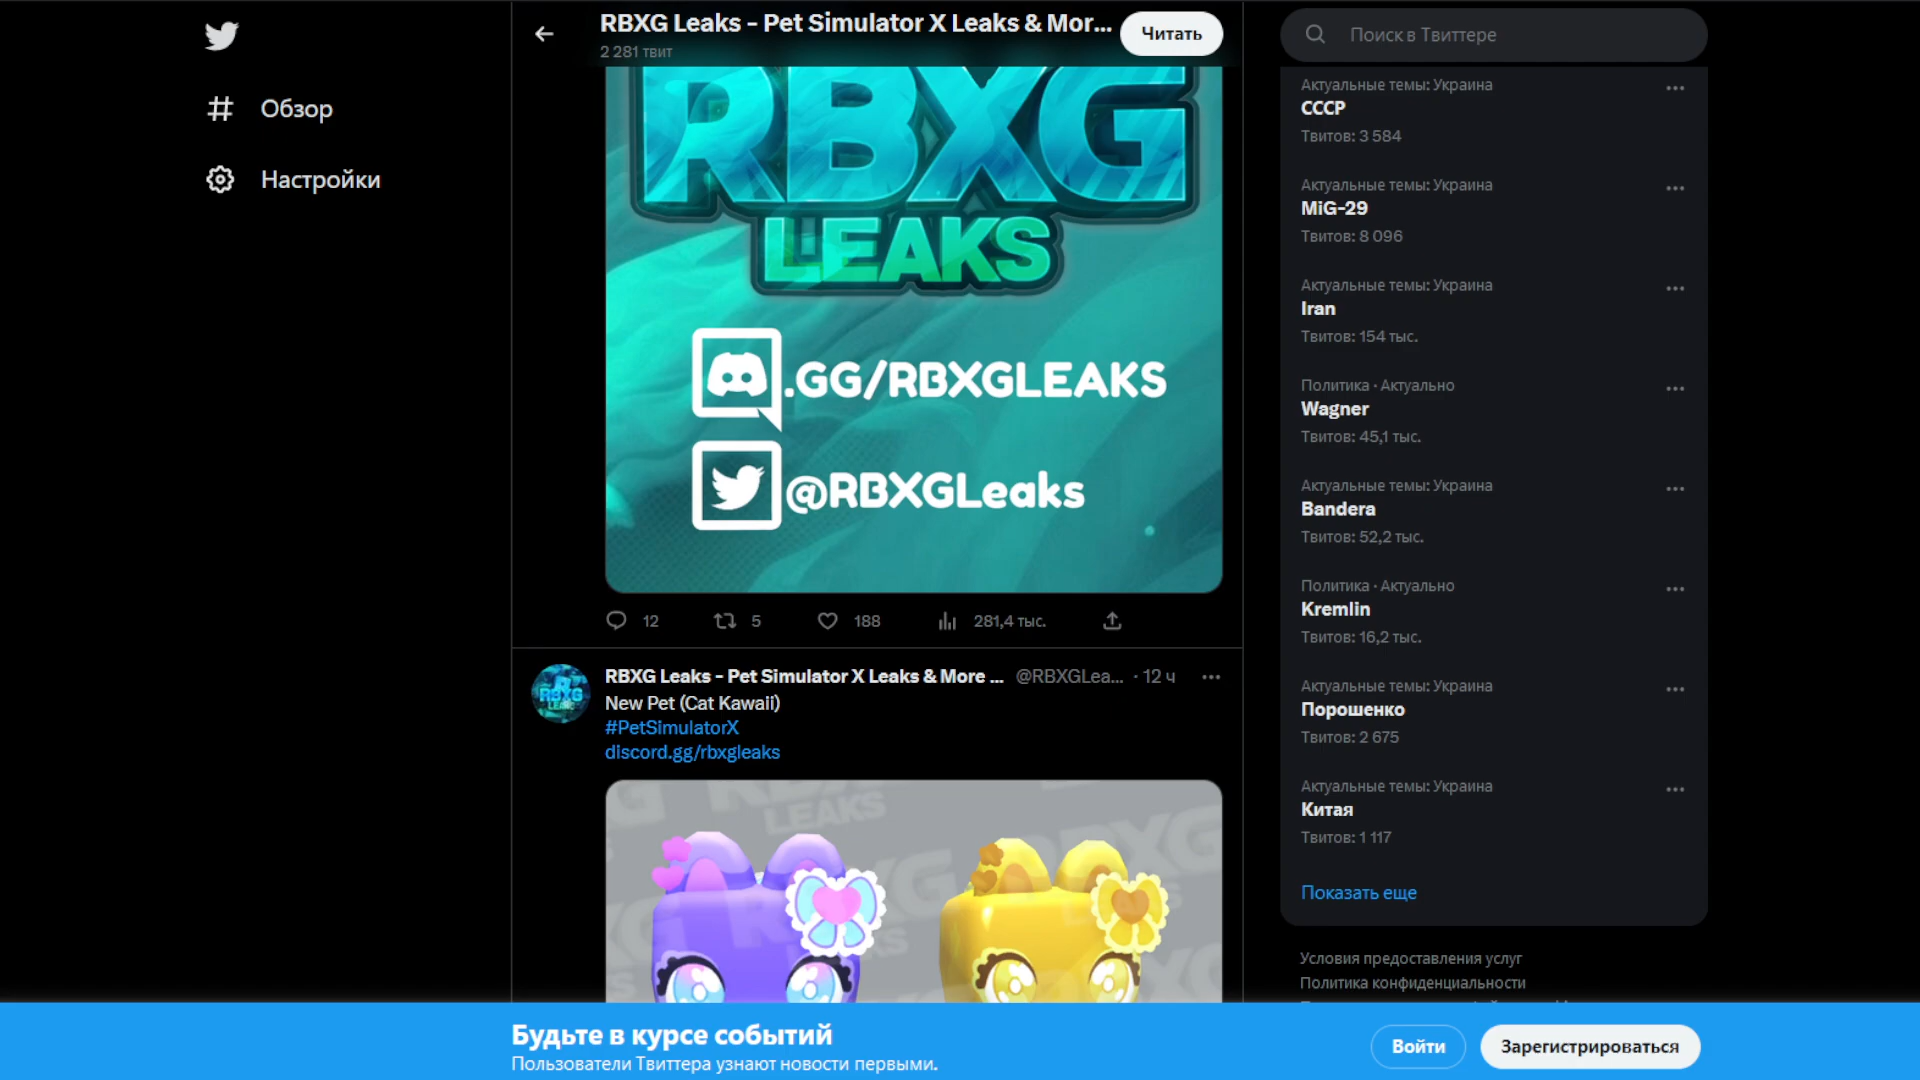 Обзор
Настройки
RBXG Leaks - Pet Simulator X Leaks & Mor...
2 281 твит
Читать
RBXG
LEAKS
.GG/RBXGLEAKS
@RBXGLeaks
12
5
188
281,4 тыс.
RBXG Leaks - Pet Simulator X Leaks & More ... @RBXGLea... · 12 ч
New Pet (Cat Kawaii)
#PetSimulatorX
discord.gg/rbxgleaks
RBXG
LEAKS
Поиск в Твиттере
Актуальные темы: Украина
СССР
Твитов: 3 584
Актуальные темы: Украина
MiG-29
Твитов: 8 096
Актуальные темы: Украина
Iran
Твитов: 154 тыс.
Политика · Актуально
Wagner
Твитов: 45,1 тыс.
Актуальные темы: Украина
Bandera
Твитов: 52,2 тыс.
Политика · Актуально
Kremlin
Твитов: 16,2 тыс.
Актуальные темы: Украина
Порошенко
Твитов: 2 675
Актуальные темы: Украина
Китая
Твитов: 1 117
Показать еще
Условия предоставления услуг
Политика конфиденциальности
Будьте в курсе событий
Пользователи Твиттера узнают новости первыми.
Войти
Зарегистрироваться